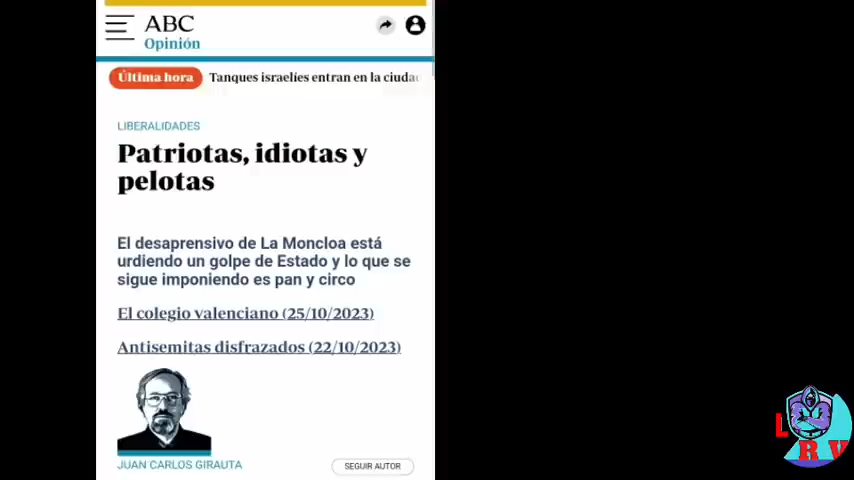 ABC
Opinión
Última hora Tanques israelíes entran en la ciuda
LIBERALIDADES
Patriotas, idiotas y
pelotas
El desaprensivo de La Moncloa está
urdiendo un golpe de Estado y lo que se
sigue imponiendo es pan y circo
El colegio valenciano (25/10/2023)
Antisemitas disfrazados (22/10/2023)
JUAN CARLOS GIRAUTA
SEGUIR AUTOR
L
R V